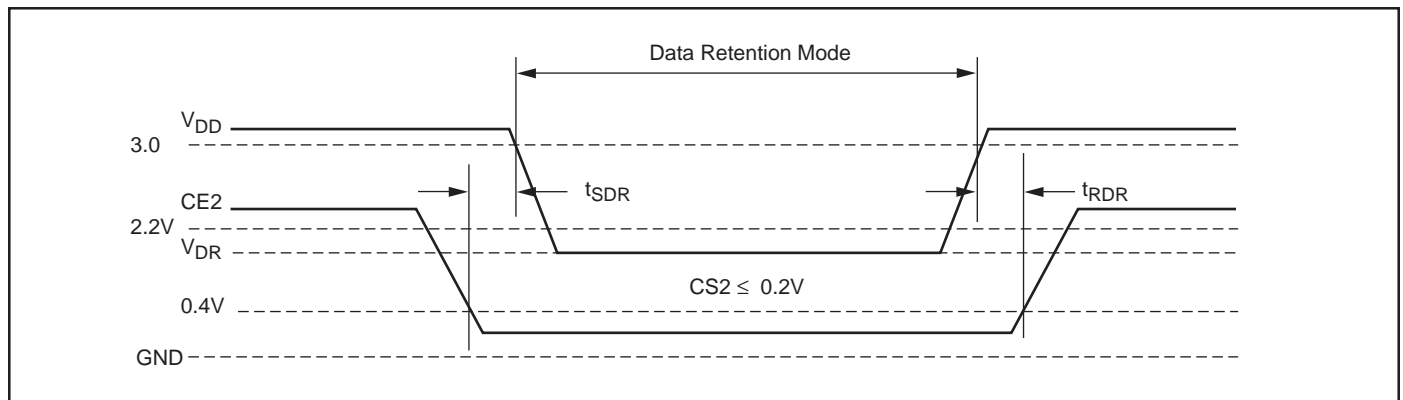 Data Retention Mode
VDD
3.0
tSDR
tRDR
CE2
2.2V
VDR
CS2 ≤ 0.2V
0.4V
GND